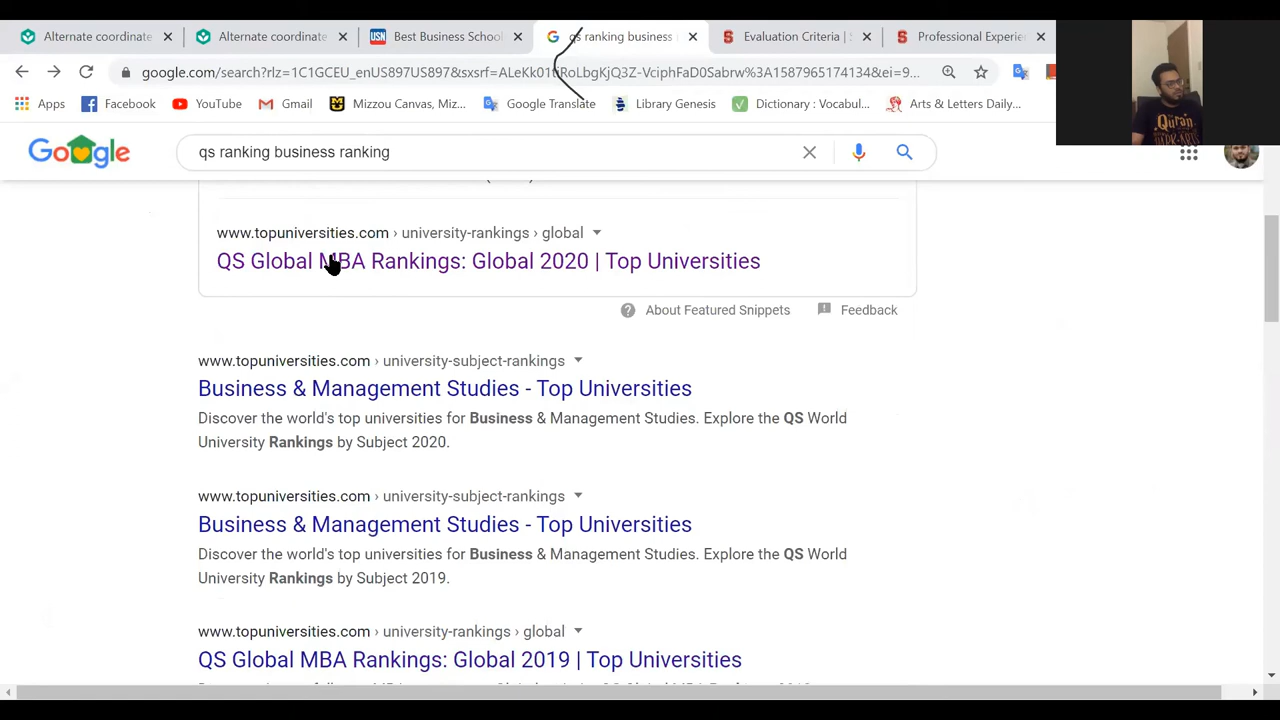 Alternate coordinate
Alternate coordinate
USN
Best Business School
qs ranking business
Evaluation Criteria | S
Professional Experie
google.com/search?rlz=1C1GCEU_enUS897US897&sxsrf=
Apps
Facebook
YouTube
Gmail
Mizzou Canvas, Miz...
Google Translate
Library Genesis
Dictionary : Vocabul...
Arts & Letters Daily...
Google
qs ranking business ranking
Quran
www.topuniversities.com › university-rankings › global
QS Global MBA Rankings: Global 2020 | Top Universities
About Featured Snippets
Feedback
www.topuniversities.com › university-subject-rankings
Business & Management Studies - Top Universities
Discover the world's top universities for Business & Management Studies. Explore the QS World
University Rankings by Subject 2020.
www.topuniversities.com › university-subject-rankings
Business & Management Studies - Top Universities
Discover the world's top universities for Business & Management Studies. Explore the QS World
University Rankings by Subject 2019.
www.topuniversities.com › university-rankings › global
QS Global MBA Rankings: Global 2019 | Top Universities